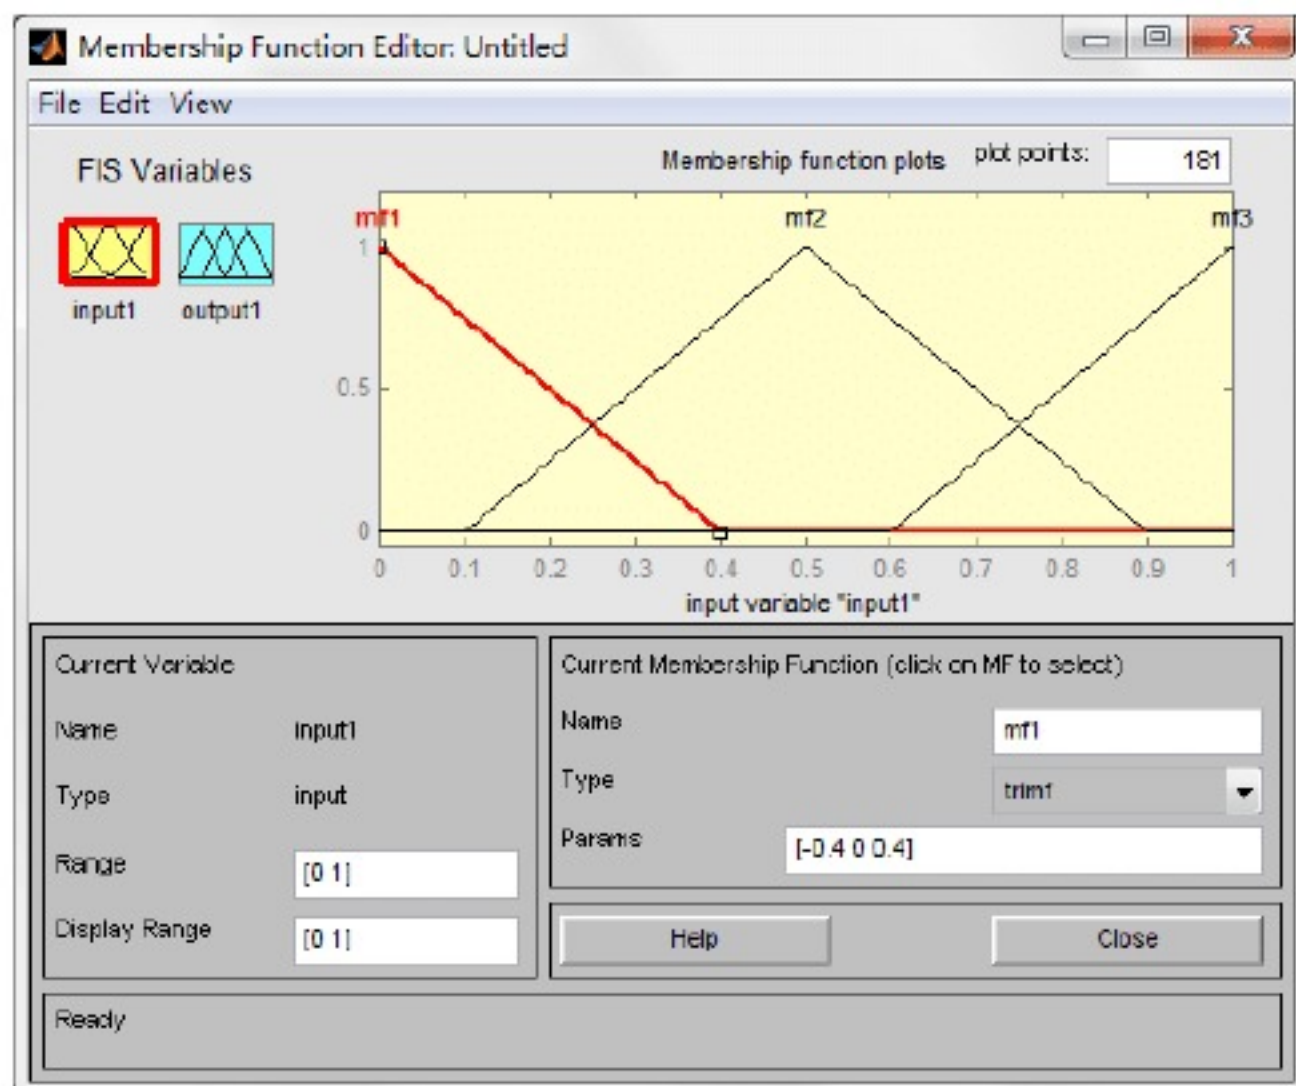 Membership Function Editor: Untitled
File Edit View
FIS Variables
Membership function plots plot points: 181
input1 output1
mf1 mf2 mf3
1
0.5
0
0 0.1 0.2 0.3 0.4 0.5 0.6 0.7 0.8 0.9 1
input variable "input1"
Current Variable
Name input1
Type input
Range [0 1]
Display Range [0 1]
Current Membership Function (click on MF to select)
Name mf1
Type trimf
Params [-0.4 0 0.4]
Help Close
Ready